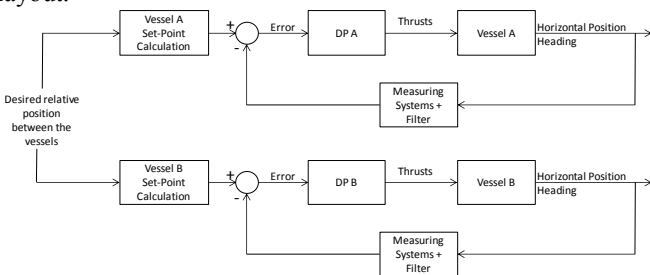 layout.
Vessel A
Set-Point
Calculation
+
-
Error
DP A
Thrusts
Vessel A
Horizontal Position
Heading
Measuring
Systems +
Filter
Desired relative
position
between the
vessels
Vessel B
Set-Point
Calculation
+
-
Error
DP B
Thrusts
Vessel B
Horizontal Position
Heading
Measuring
Systems +
Filter